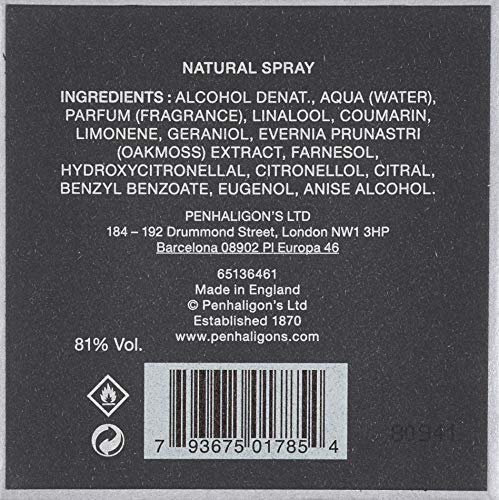 NATURAL SPRAY
INGREDIENTS : ALCOHOL DENAT., AQUA (WATER),
PARFUM (FRAGRANCE), LINALOOL, COUMARIN,
LIMONENE, GERANIOL, EVERNIA PRUNASTRI
(OAKMOSS) EXTRACT, FARNESOL,
HYDROXYCITRONELLAL, CITRONELLOL, CITRAL,
BENZYL BENZOATE, EUGENOL, ANISE ALCOHOL.
PENHALIGON'S LTD
184 – 192 Drummond Street, London NW1 3HP
Barcelona 08902 Pl Europa 46
65136461
Made in England
© Penhaligon's Ltd
Established 1870
www.penhaligons.com
81% Vol.
7 93675 01785 4
80941